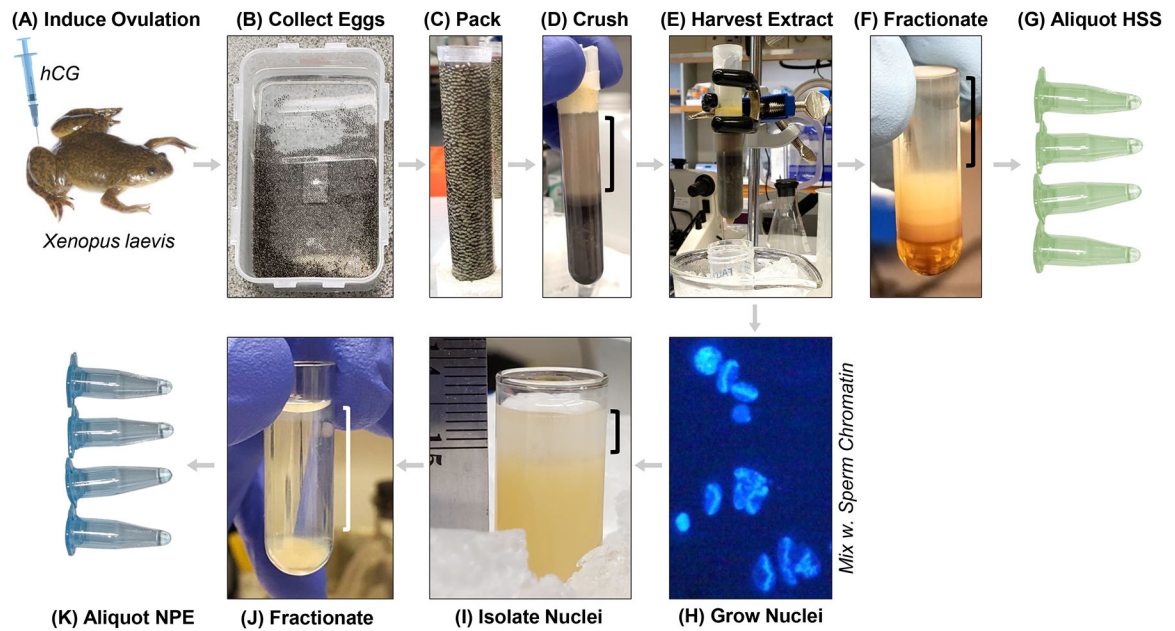 (A) Induce Ovulation
(B) Collect Eggs
(C) Pack
(D) Crush
(E) Harvest Extract
(F) Fractionate
(G) Aliquot HSS
hCG
Xenopus laevis
Mix w. Sperm Chromatin
(K) Aliquot NPE
(J) Fractionate
(I) Isolate Nuclei
(H) Grow Nuclei